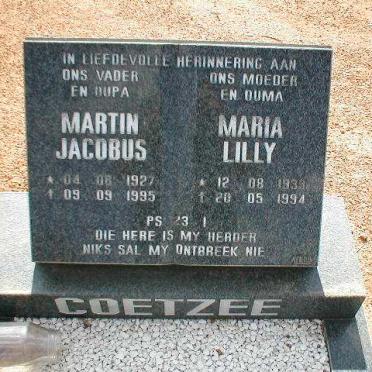 IN LIEFDEVOLLE HERINNERING AAN
ONS VADER ONS MOEDER
EN OUPA EN OUMA
MARTIN MARIA
JACOBUS LILLY
* 04 08 1927 * 12 08
† 09 09 1995 † 20 05 1994
PS 23 1
DIE HERE IS MY HERDER
NIKS SAL MY ONTBREEK NIE
COETZEE